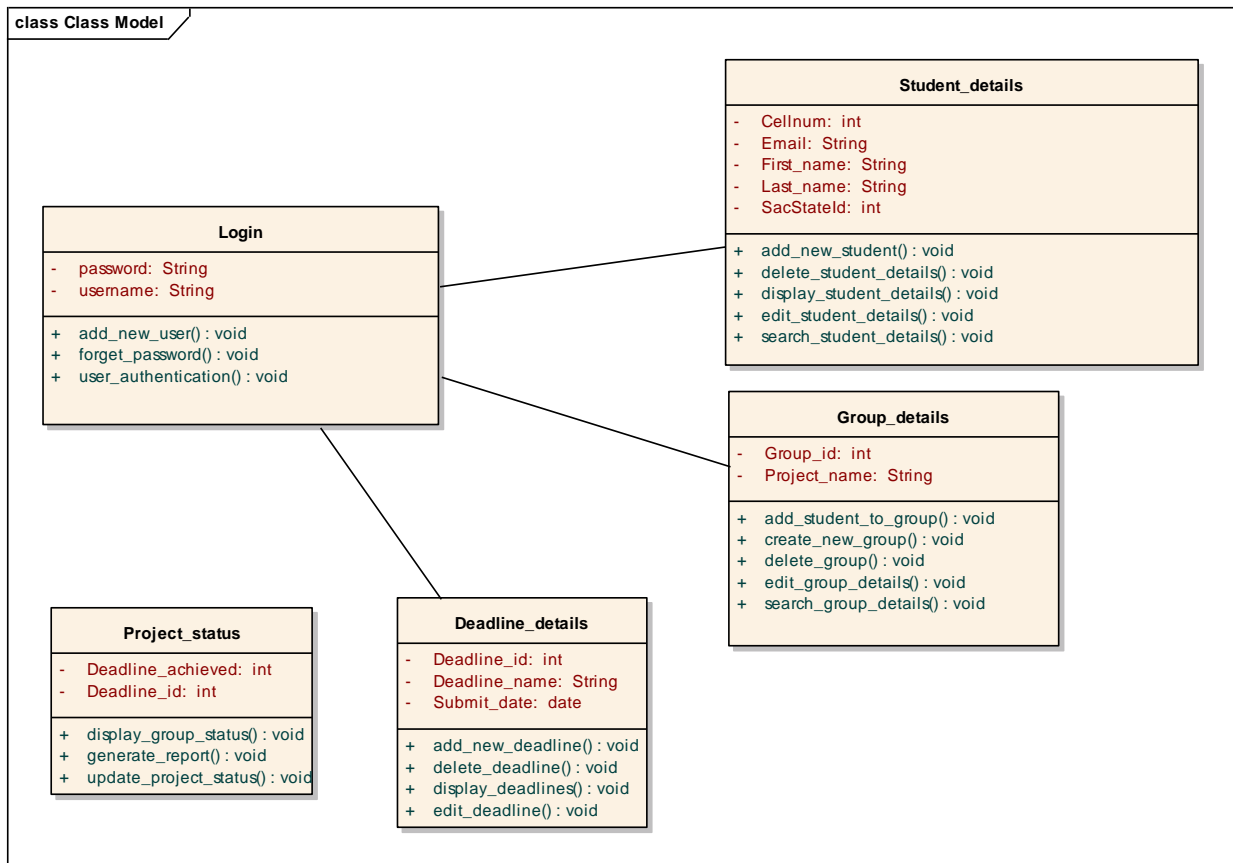 class Class Model
Student_details
- Cellnum: int
- Email: String
- First_name: String
- Last_name: String
- SacStateId: int
+ add_new_student() : void
+ delete_student_details() : void
+ display_student_details() : void
+ edit_student_details() : void
+ search_student_details() : void
Login
- password: String
- username: String
+ add_new_user() : void
+ forget_password() : void
+ user_authentication() : void
Group_details
- Group_id: int
- Project_name: String
+ add_student_to_group() : void
+ create_new_group() : void
+ delete_group() : void
+ edit_group_details() : void
+ search_group_details() : void
Project_status
- Deadline_achieved: int
- Deadline_id: int
+ display_group_status() : void
+ generate_report() : void
+ update_project_status() : void
Deadline_details
- Deadline_id: int
- Deadline_name: String
- Submit_date: date
+ add_new_deadline() : void
+ delete_deadline() : void
+ display_deadlines() : void
+ edit_deadline() : void